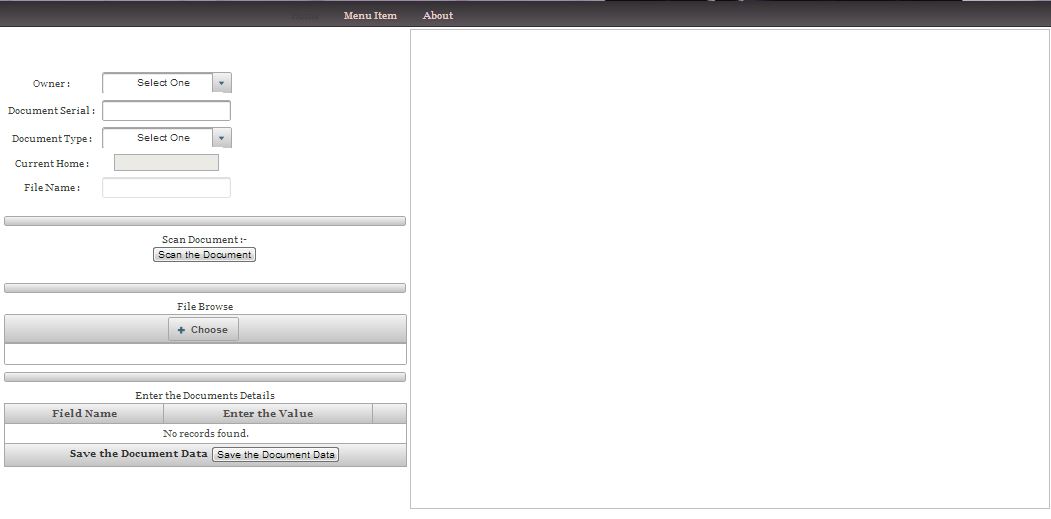 Home Menu Item About
Owner : Select One
Document Serial :
Document Type : Select One
Current Home :
File Name :
Scan Document :-
Scan the Document
File Browse
+ Choose
Enter the Documents Details
Field Name Enter the Value
No records found.
Save the Document Data Save the Document Data